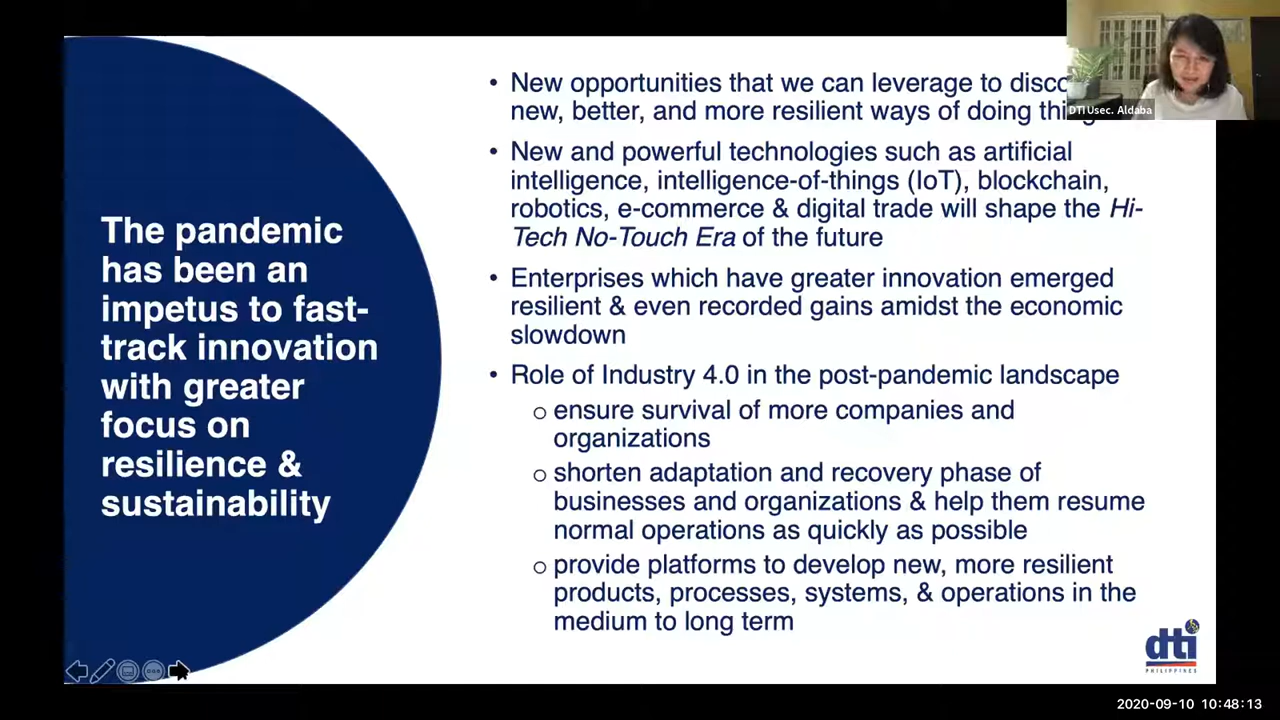 The pandemic
has been an
impetus to fast-
track innovation
with greater
focus on
resilience &
sustainability
• New opportunities that we can leverage to disco
new, better, and more resilient ways of doing thing
• New and powerful technologies such as artificial
intelligence, intelligence-of-things (IoT), blockchain,
robotics, e-commerce & digital trade will shape the Hi-
Tech No-Touch Era of the future
• Enterprises which have greater innovation emerged
resilient & even recorded gains amidst the economic
slowdown
• Role of Industry 4.0 in the post-pandemic landscape
o ensure survival of more companies and
organizations
o shorten adaptation and recovery phase of
businesses and organizations & help them resume
normal operations as quickly as possible
o provide platforms to develop new, more resilient
products, processes, systems, & operations in the
medium to long term
DTI Usec. Aldaba
dti
PHILIPPINES
2020-09-10 10:48:13